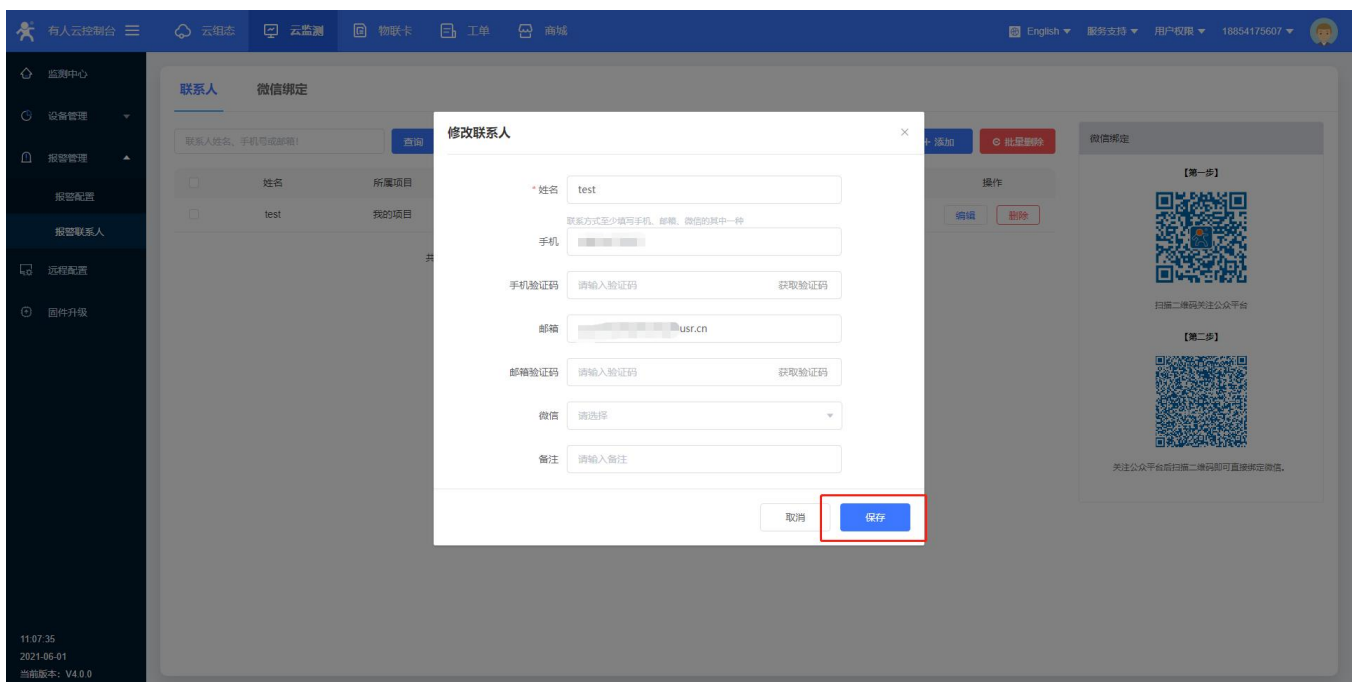 有人云控制台 云组态 云监测 物联卡 工单 商城 English 服务支持 用户权限 18854175607
监测中心
设备管理
报警管理
报警配置
报警联系人
远程配置
固件升级
11:07:35
2021-06-01
当前版本：V4.0.0
联系人 微信绑定
联系人姓名、手机号或邮箱! 查询 + 添加 批量删除
姓名 所属项目 操作
test 我的项目 编辑 删除
共
修改联系人 ×
* 姓名 test
联系方式至少填写手机、邮箱、微信的其中一种
手机
手机验证码 请输入验证码 获取验证码
邮箱 usr.cn
邮箱验证码 请输入验证码 获取验证码
微信 请选择
备注 请输入备注
取消 保存
微信绑定
【第一步】
扫描二维码关注公众平台
【第二步】
关注公众平台后扫描二维码即可直接绑定微信。